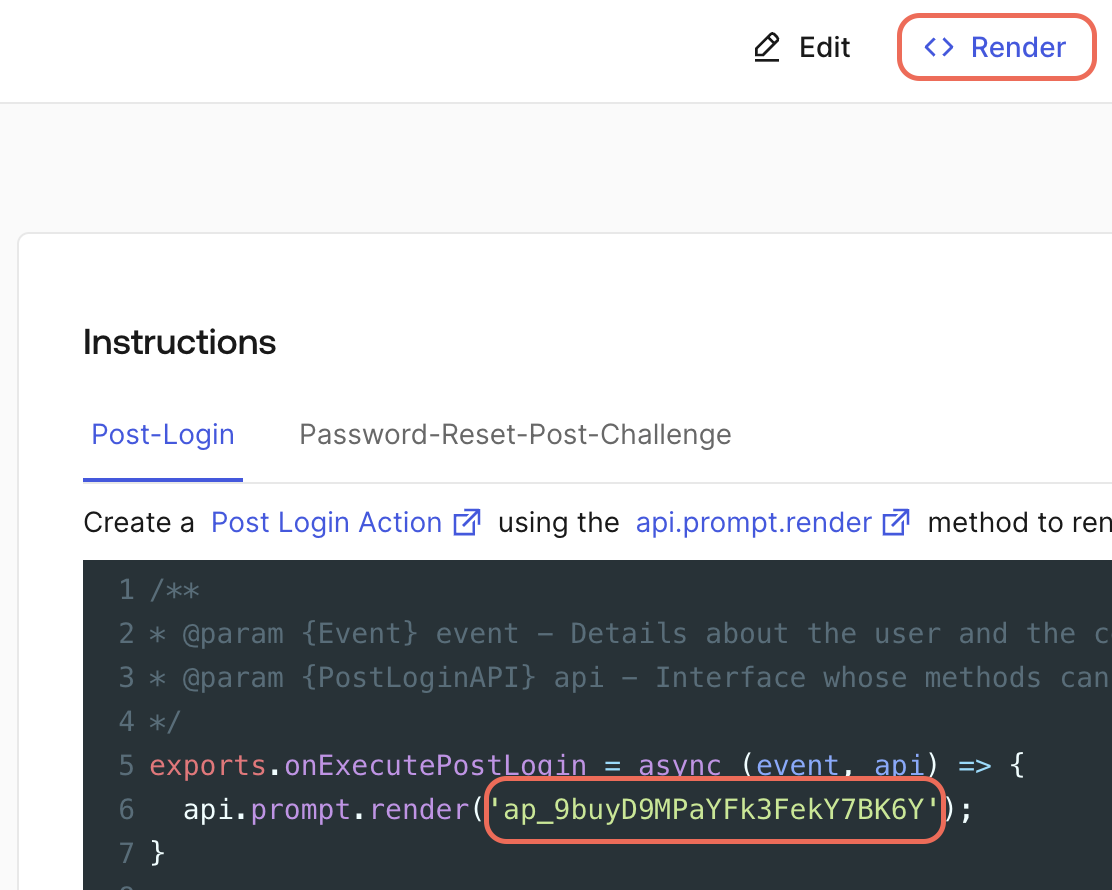 Edit <> Render
Instructions
Post-Login Password-Reset-Post-Challenge
Create a Post Login Action using the api.prompt.render method to
1 /**
2 * @param {Event} event – Details about the user and the
3 * @param {PostLoginAPI} api – Interface whose methods can
4 */
5 exports.onExecutePostLogin = async (event, api) => {
6 api.prompt.render('ap_9buyD9MPaYFk3FekY7BK6Y');
7 }